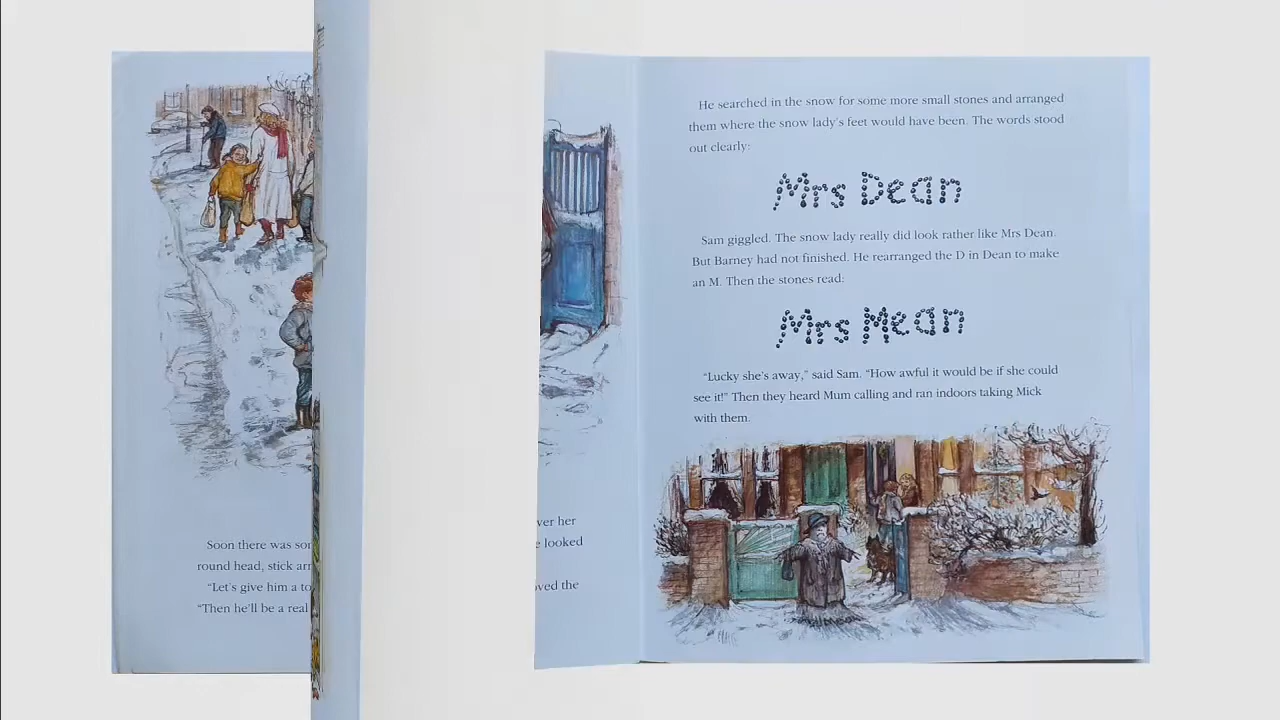 Soon there was
round head, stick
"Let's give him a
"Then he'll be a real
her
looked
the
He searched in the snow for some more small stones and arranged
them where the snow lady's feet would have been. The words stood
out clearly:
Mrs Dean
Sam giggled. The snow lady really did look rather like Mrs Dean.
But Barney had not finished. He rearranged the D in Dean to make
an M. Then the stones read:
Mrs Mean
"Lucky she's away," said Sam. "How awful it would be if she could
see it!" Then they heard Mum calling and ran indoors taking Mick
with them.